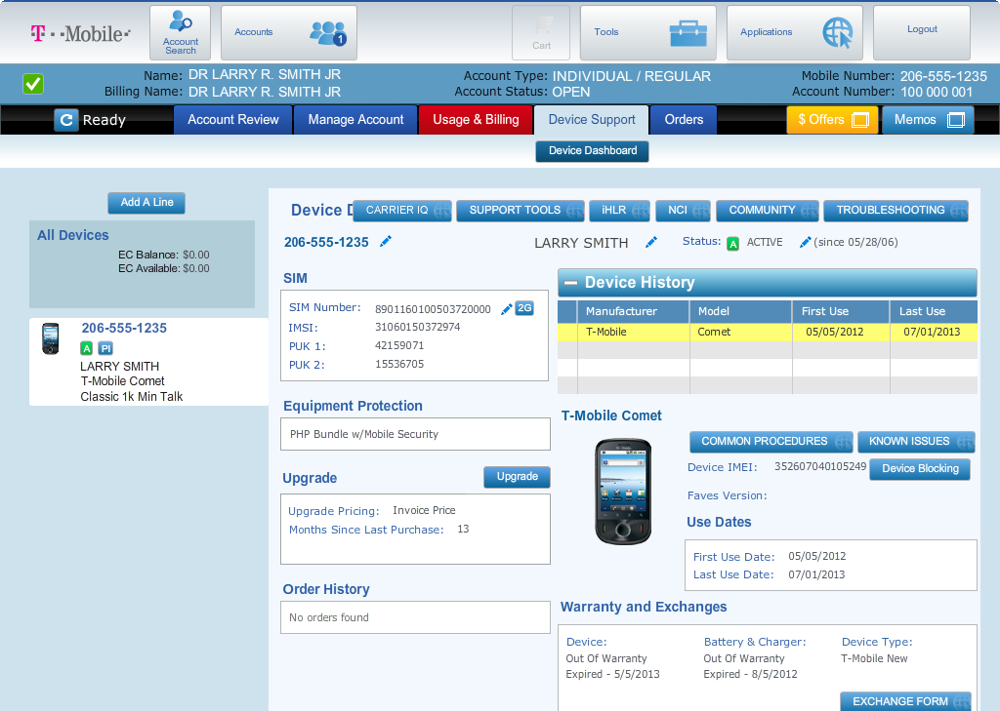 T··Mobile·
Account Search
Accounts
1
Cart
Tools
Applications
Logout
Name: DR LARRY R. SMITH JR
Billing Name: DR LARRY R. SMITH JR
Account Type: INDIVIDUAL / REGULAR
Account Status: OPEN
Mobile Number: 206-555-1235
Account Number: 100 000 001
Ready
Account Review
Manage Account
Usage & Billing
Device Support
Orders
$ Offers
Memos
Device Dashboard
Add A Line
All Devices
EC Balance: $0.00
EC Available: $0.00
206-555-1235
A PI
LARRY SMITH
T-Mobile Comet
Classic 1k Min Talk
Device D
CARRIER IQ
SUPPORT TOOLS
iHLR
NCI
COMMUNITY
TROUBLESHOOTING
206-555-1235
LARRY SMITH
Status: A ACTIVE (since 05/28/06)
SIM
SIM Number: 8901160100503720000 2G
IMSI: 31060150372974
PUK 1: 42159071
PUK 2: 15536705
Equipment Protection
PHP Bundle w/Mobile Security
Upgrade
Upgrade
Upgrade Pricing: Invoice Price
Months Since Last Purchase: 13
Order History
No orders found
Device History
Manufacturer Model First Use Last Use
T-Mobile Comet 05/05/2012 07/01/2013
T-Mobile Comet
COMMON PROCEDURES
KNOWN ISSUES
Device IMEI: 352607040105249
Device Blocking
Faves Version:
Use Dates
First Use Date: 05/05/2012
Last Use Date: 07/01/2013
Warranty and Exchanges
Device: Battery & Charger: Device Type:
Out Of Warranty Out Of Warranty T-Mobile New
Expired - 5/5/2013 Expired - 8/5/2012
EXCHANGE FORM